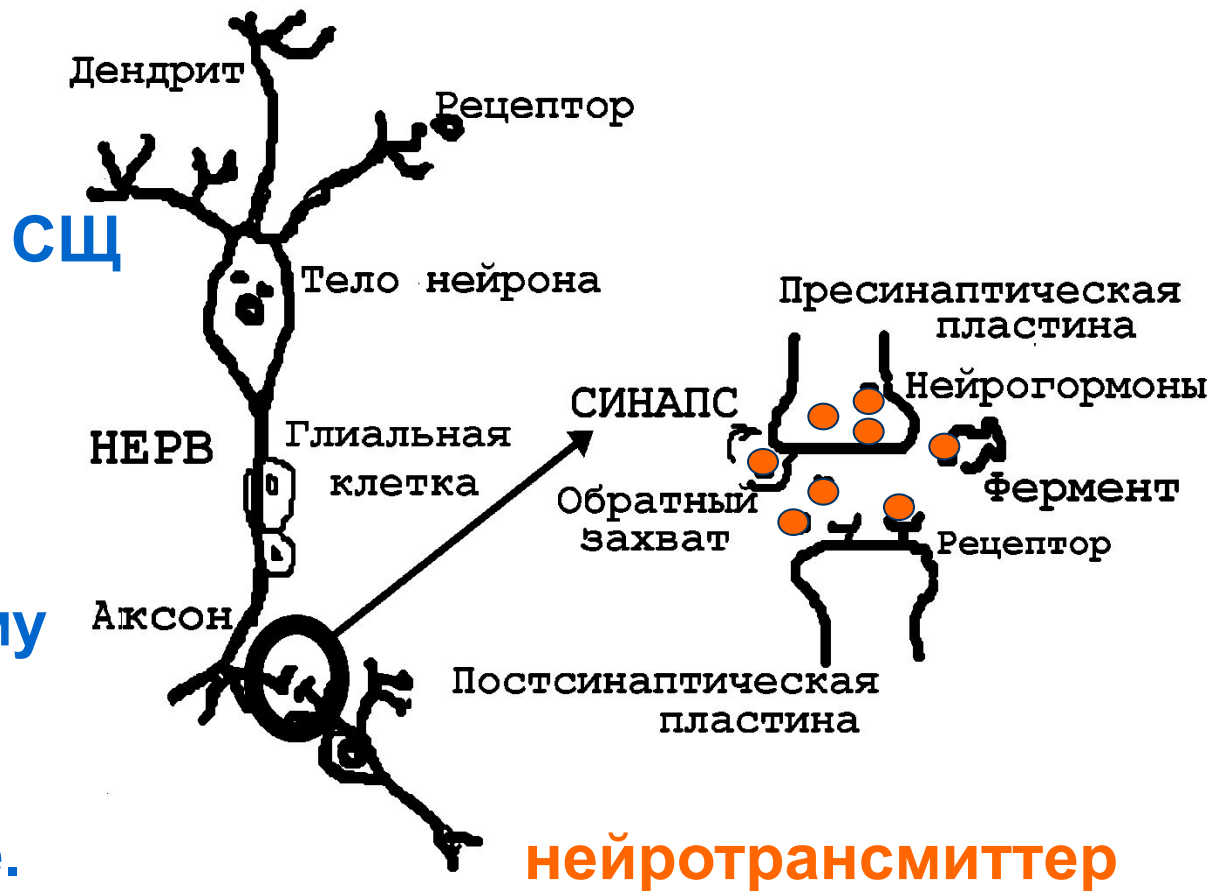 Дендрит
Рецептор
СЩ
Тело нейрона
Пресинаптическая
пластина
Нейрогормоны
СИНАПС
НЕРВ
Глиальная
клетка
Обратный
захват
Фермент
Рецептор
му
Аксон
Постсинаптическая
пластина
е.
нейротрансмиттер